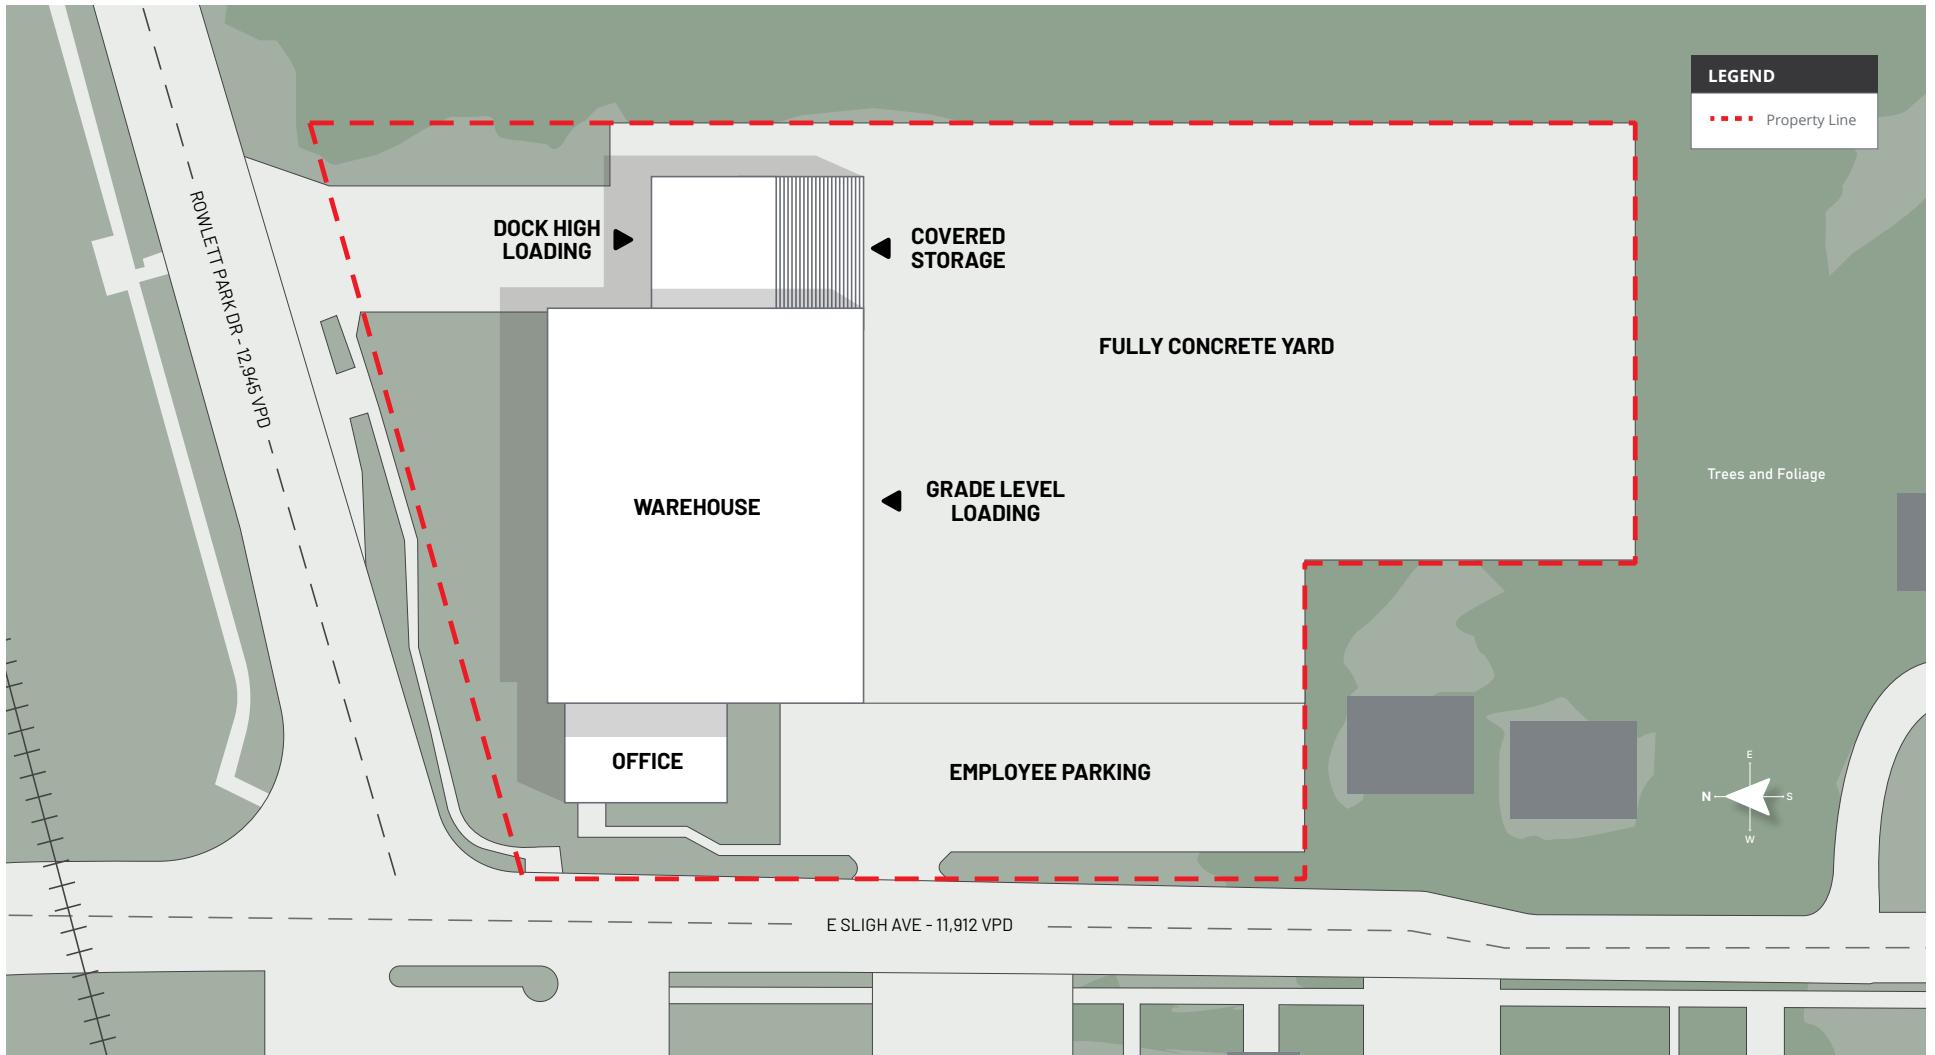 LEGEND
Property Line
ROWLETT PARK DR - 12,945 VPD
DOCK HIGH
LOADING
COVERED
STORAGE
FULLY CONCRETE YARD
Trees and Foliage
WAREHOUSE
GRADE LEVEL
LOADING
OFFICE
EMPLOYEE PARKING
E
N
S
W
E SLIGH AVE - 11,912 VPD